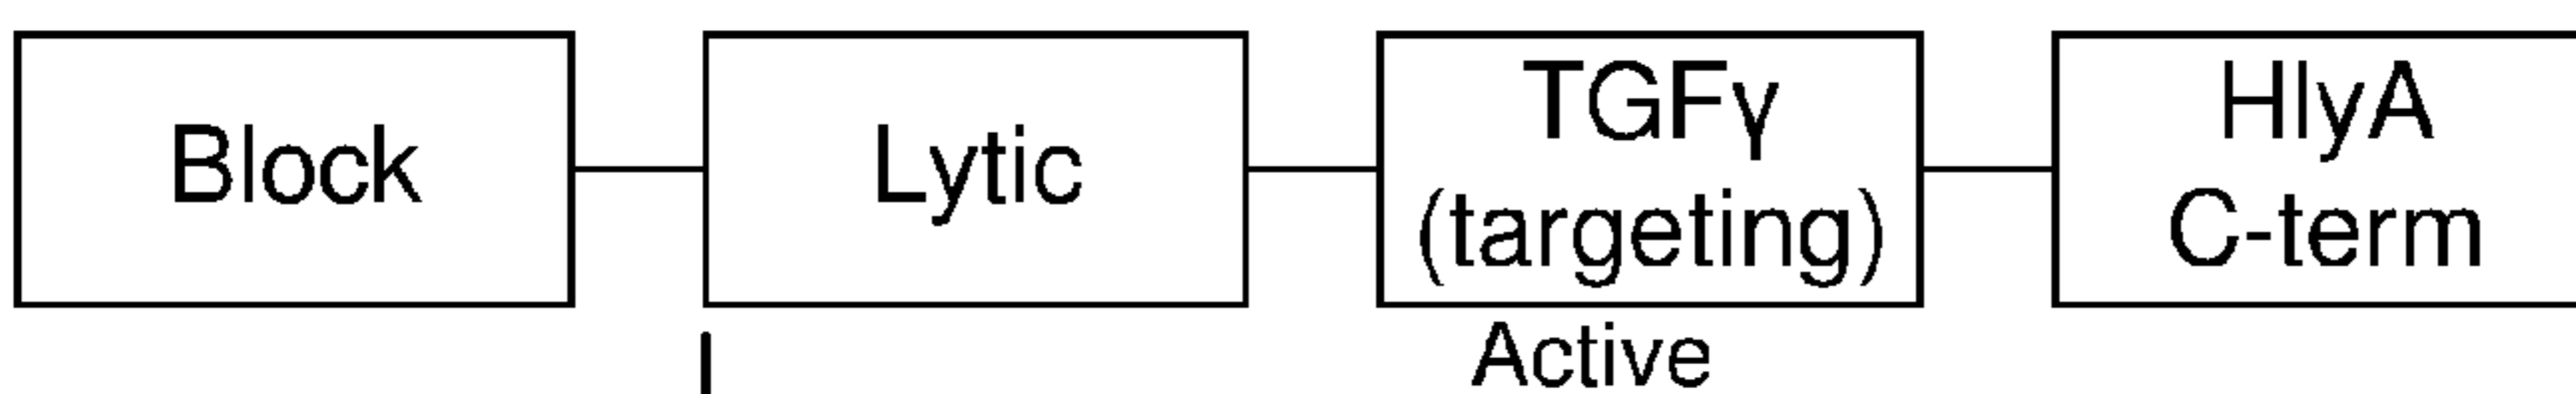 Block
Lytic
TGFγ
(targeting)
HlyA
C-term
Active